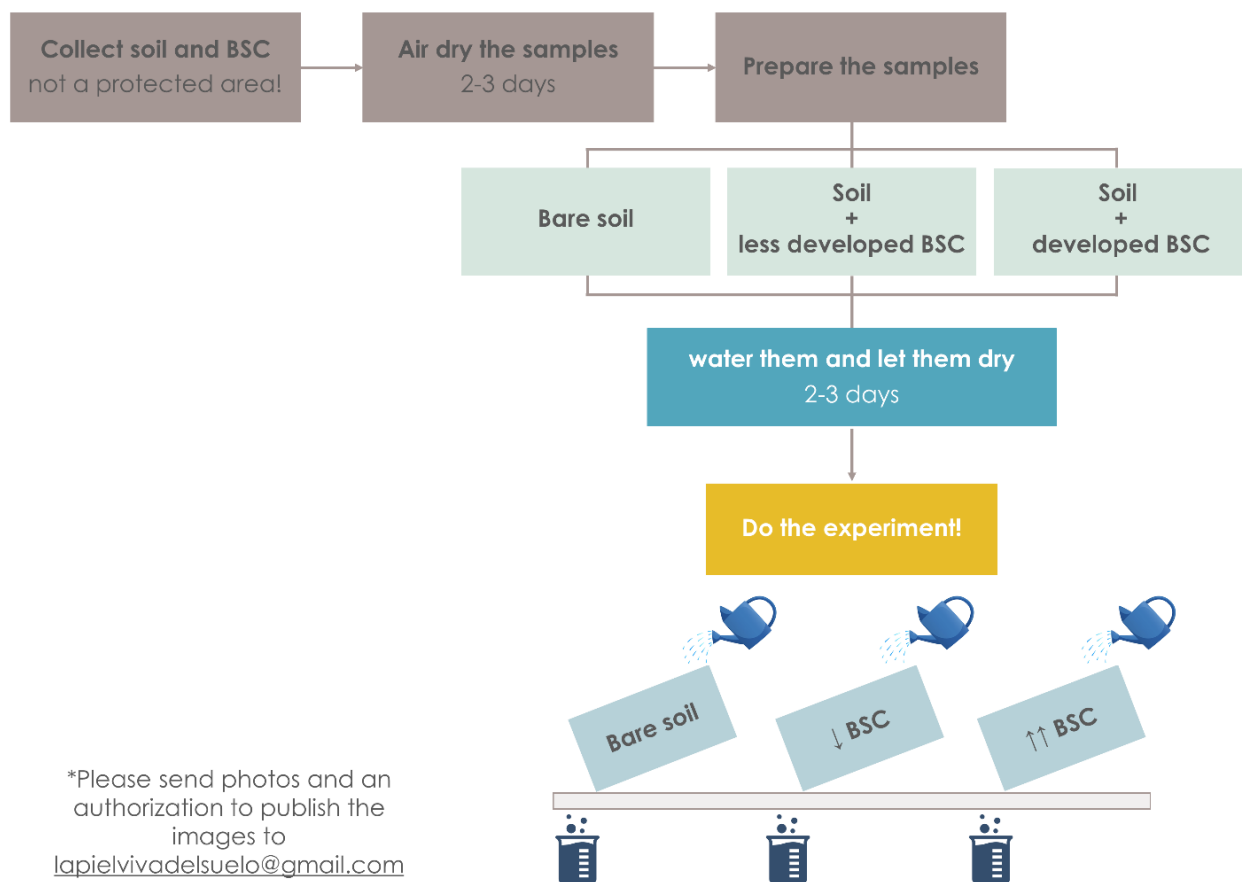 Collect soil and BSC
not a protected area!
Air dry the samples
2-3 days
Prepare the samples
Bare soil
Soil
+
less developed BSC
Soil
+
developed BSC
water them and let them dry
2-3 days
Do the experiment!
Bare soil
↓ BSC
↑↑ BSC
*Please send photos and an
authorization to publish the
images to
lapielvivadelsuelo@gmail.com